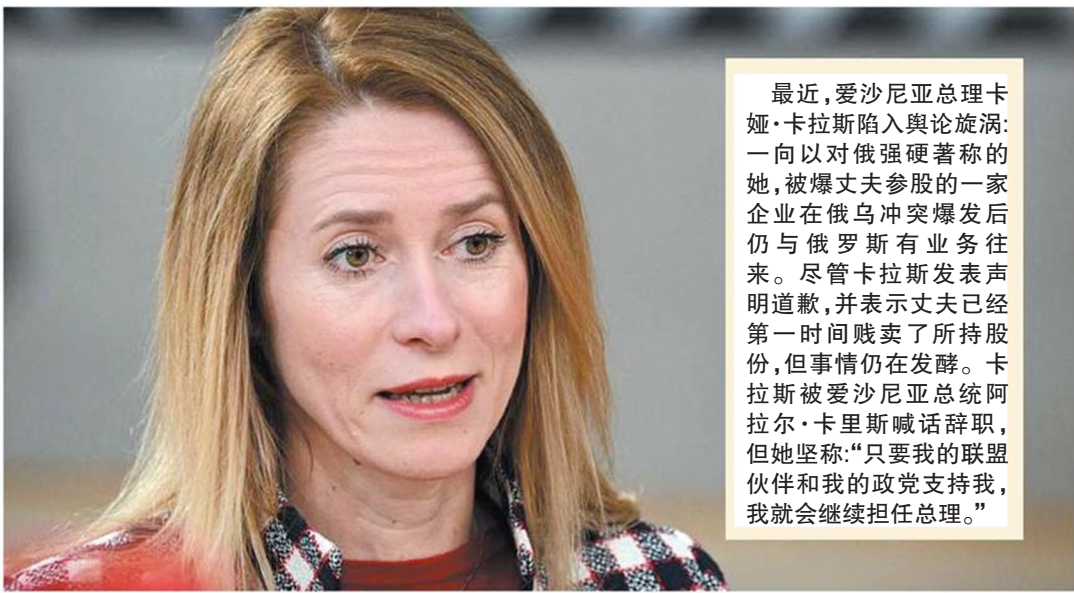 最近,爱沙尼亚总理卡
娅·卡拉斯陷入舆论旋涡:
一向以对俄强硬著称的
她,被爆丈夫参股的一家
企业在俄乌冲突爆发后
仍与俄罗斯有业务往
来。尽管卡拉斯发表声
明道歉,并表示丈夫已经
第一时间贱卖了所持股
份,但事情仍在发酵。卡
拉斯被爱沙尼亚总统阿
拉尔·卡里斯喊话辞职,
但她坚称:“只要我的联盟
伙伴和我的政党支持我,
我就会继续担任总理。”